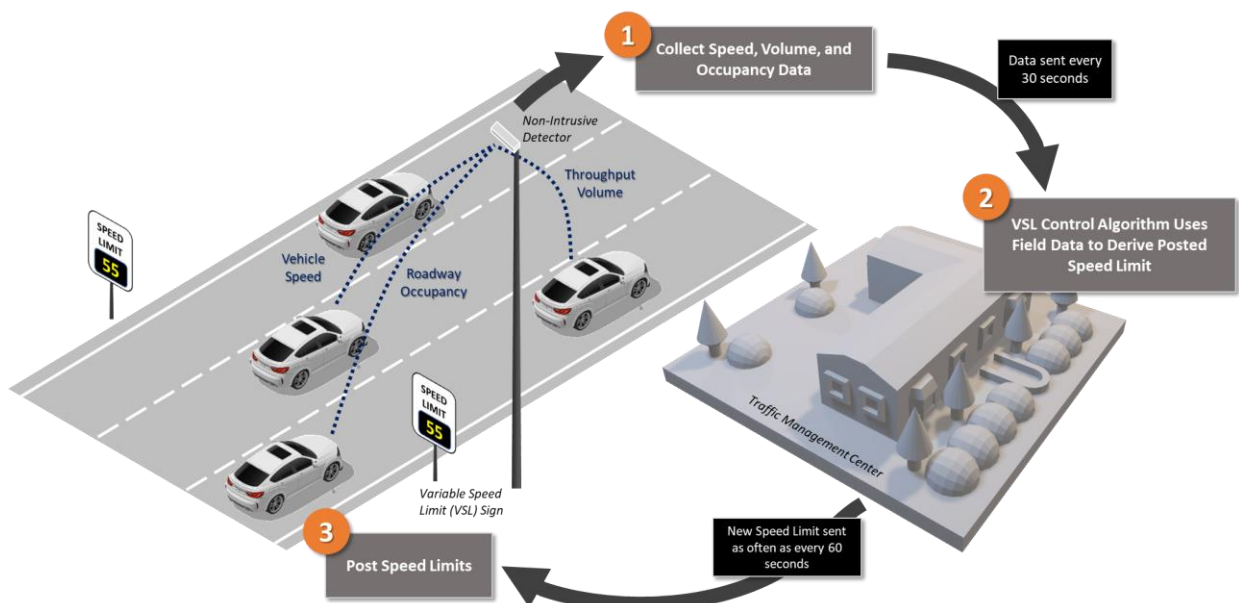 1
Collect Speed, Volume, and
Occupancy Data
Data sent every
30 seconds
Non-Intrusive
Detector
Throughput
Volume
2
VSL Control Algorithm Uses
Field Data to Derive Posted
Speed Limit
SPEED
LIMIT
55
Vehicle
Speed
Roadway
Occupancy
SPEED
LIMIT
55
Traffic Management Center
Variable Speed
Limit (VSL) Sign
3
Post Speed Limits
New Speed Limit sent
as often as every 60
seconds